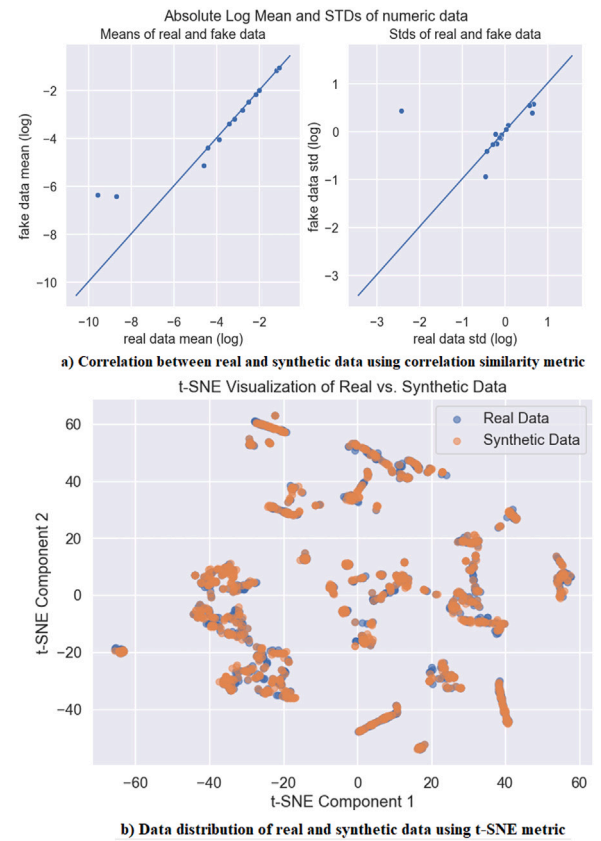 Absolute Log Mean and STDs of numeric data
Means of real and fake data
Stds of real and fake data
fake data mean (log)
−2
−4
−6
−8
−10
−10
−8
−6
−4
−2
real data mean (log)
fake data std (log)
1
0
−1
−2
−3
−3
−2
−1
0
1
real data std (log)
a) Correlation between real and synthetic data using correlation similarity metric
t-SNE Visualization of Real vs. Synthetic Data
Real Data
Synthetic Data
t-SNE Component 2
60
40
20
0
−20
−40
−60
−40
−20
0
20
40
60
t-SNE Component 1
b) Data distribution of real and synthetic data using t-SNE metric